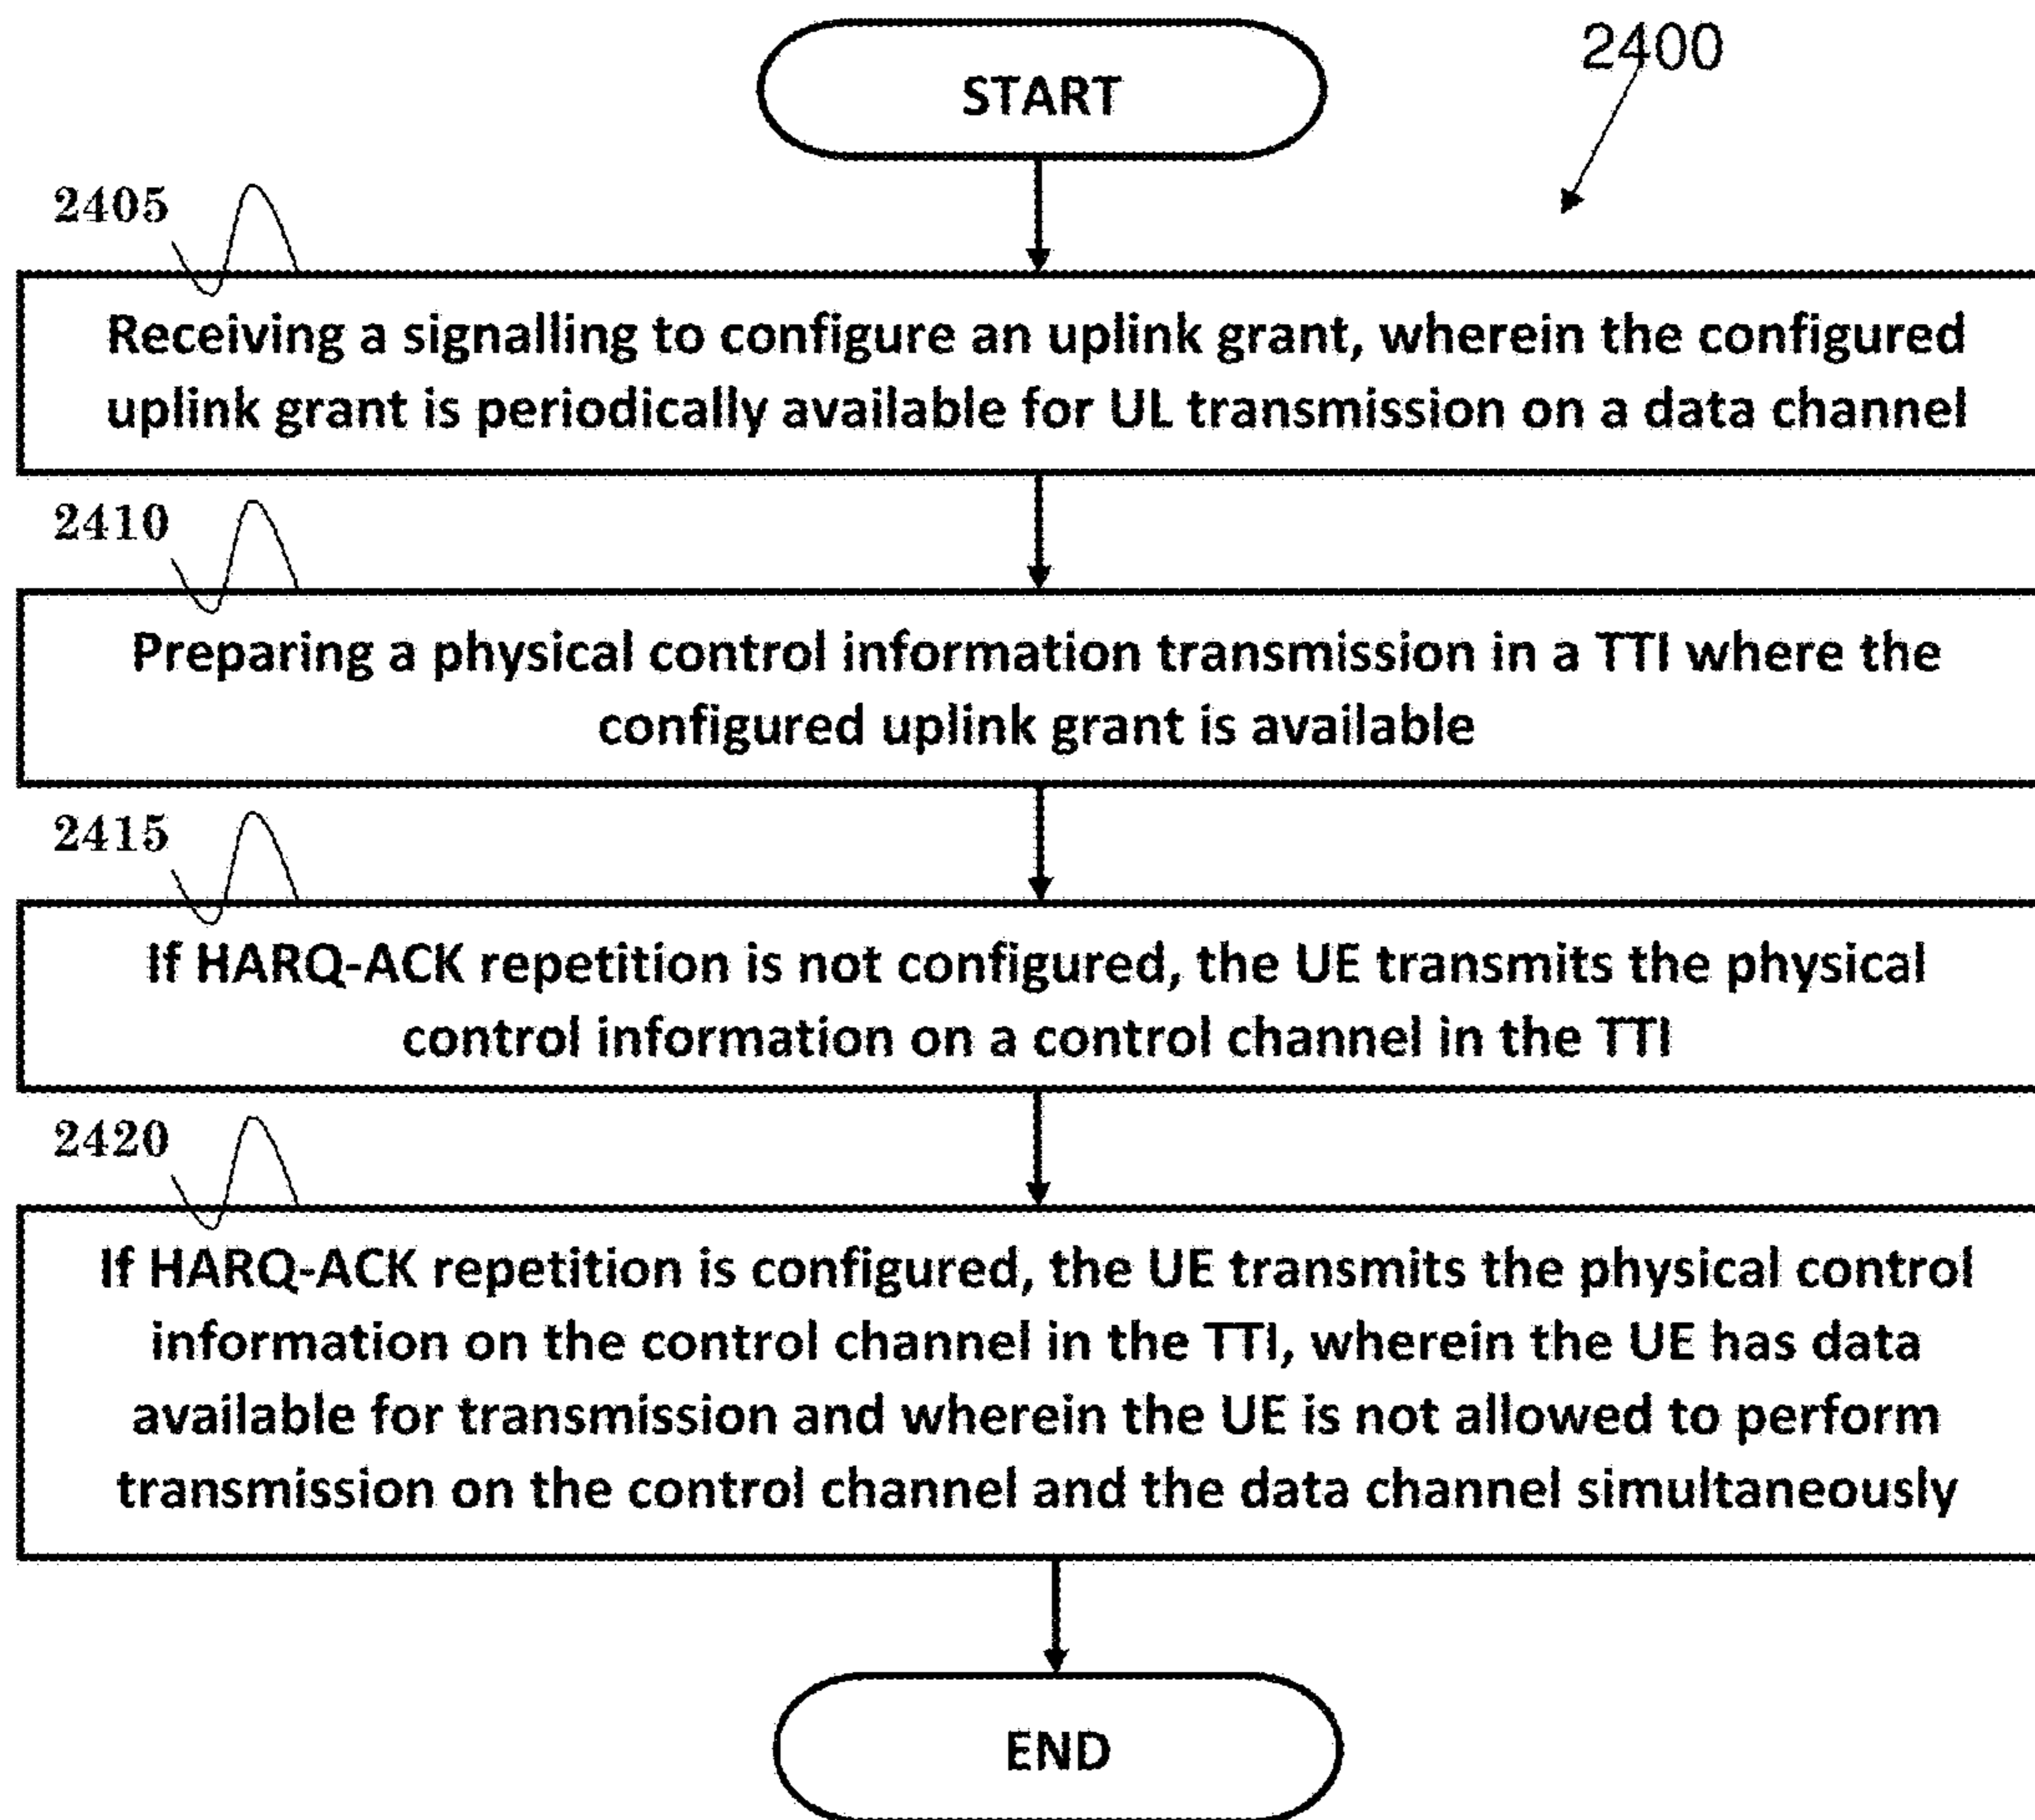 START
2400
2405
Receiving a signalling to configure an uplink grant, wherein the configured
uplink grant is periodically available for UL transmission on a data channel
2410
Preparing a physical control information transmission in a TTI where the
configured uplink grant is available
2415
If HARQ-ACK repetition is not configured, the UE transmits the physical
control information on a control channel in the TTI
2420
If HARQ-ACK repetition is configured, the UE transmits the physical control
information on the control channel in the TTI, wherein the UE has data
available for transmission and wherein the UE is not allowed to perform
transmission on the control channel and the data channel simultaneously
END